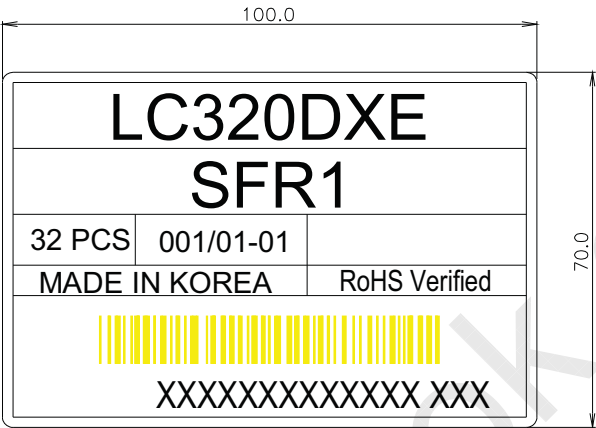 100.0
LC320DXE
SFR1
32 PCS 001/01-01
70.0
MADE IN KOREA RoHS Verified
XXXXXXXXXXXXX XXX